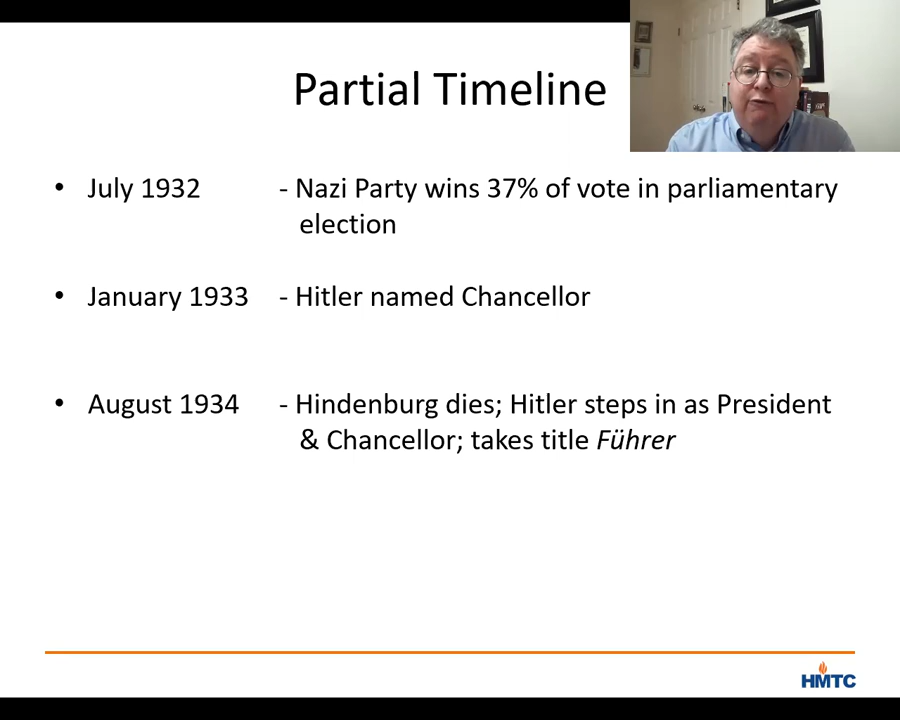 Partial Timeline
• July 1932 - Nazi Party wins 37% of vote in parliamentary
election
• January 1933 - Hitler named Chancellor
• August 1934 - Hindenburg dies; Hitler steps in as President
& Chancellor; takes title Führer
HMTC